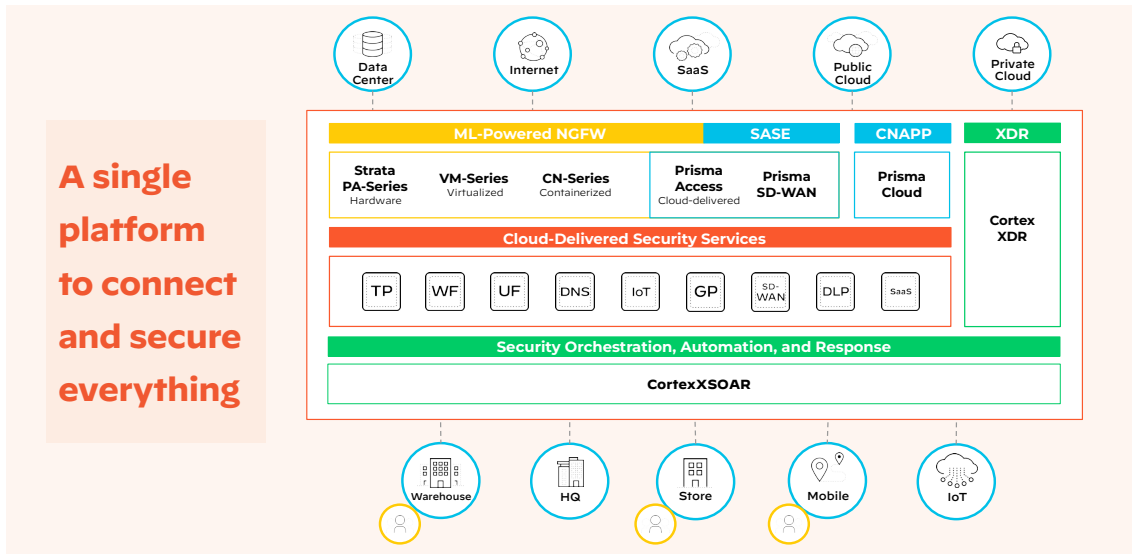 A single
platform
to connect
and secure
everything
Data
Center
Internet
SaaS
Public
Cloud
Private
Cloud
ML-Powered NGFW
SASE
CNAPP
XDR
Strata
PA-Series
Hardware
VM-Series
Virtualized
CN-Series
Containerized
Prisma
Access
Cloud-delivered
Prisma
SD-WAN
Prisma
Cloud
Cortex
XDR
Cloud-Delivered Security Services
TP
WF
UF
DNS
IoT
GP
SD-
WAN
DLP
SaaS
Security Orchestration, Automation, and Response
CortexXSOAR
Warehouse
HQ
Store
Mobile
IoT